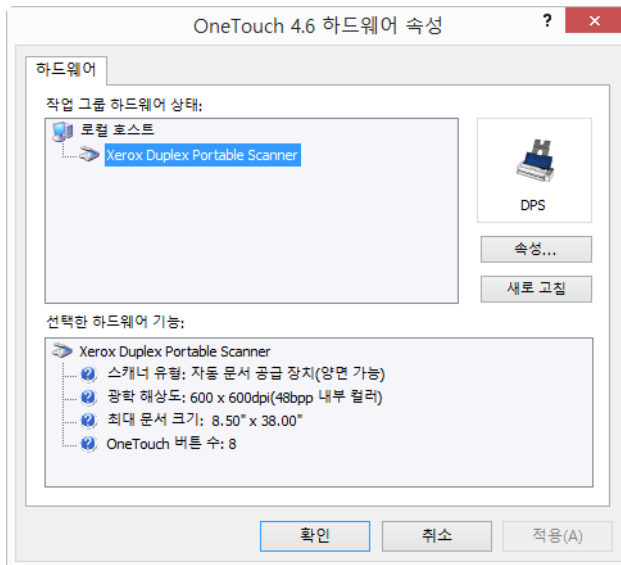 OneTouch 4.6 하드웨어 속성
? ×
하드웨어
작업 그룹 하드웨어 상태:
로컬 호스트
Xerox Duplex Portable Scanner
DPS
속성...
새로 고침
선택한 하드웨어 기능:
Xerox Duplex Portable Scanner
스캐너 유형: 자동 문서 공급 장치(양면 가능)
광학 해상도: 600 x 600dpi(48bpp 내부 컬러)
최대 문서 크기: 8.50" x 38.00"
OneTouch 버튼 수: 8
확인 취소 적용(A)